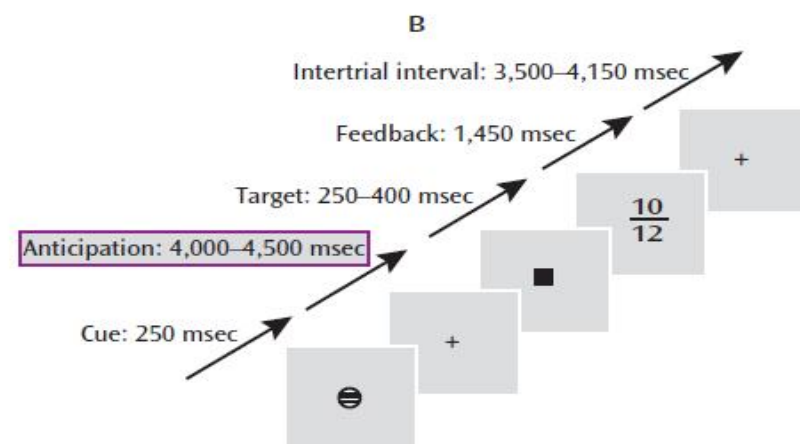 B
Intertrial interval: 3,500–4,150 msec
Feedback: 1,450 msec
+
Target: 250–400 msec
10
12
Anticipation: 4,000–4,500 msec
Cue: 250 msec
+